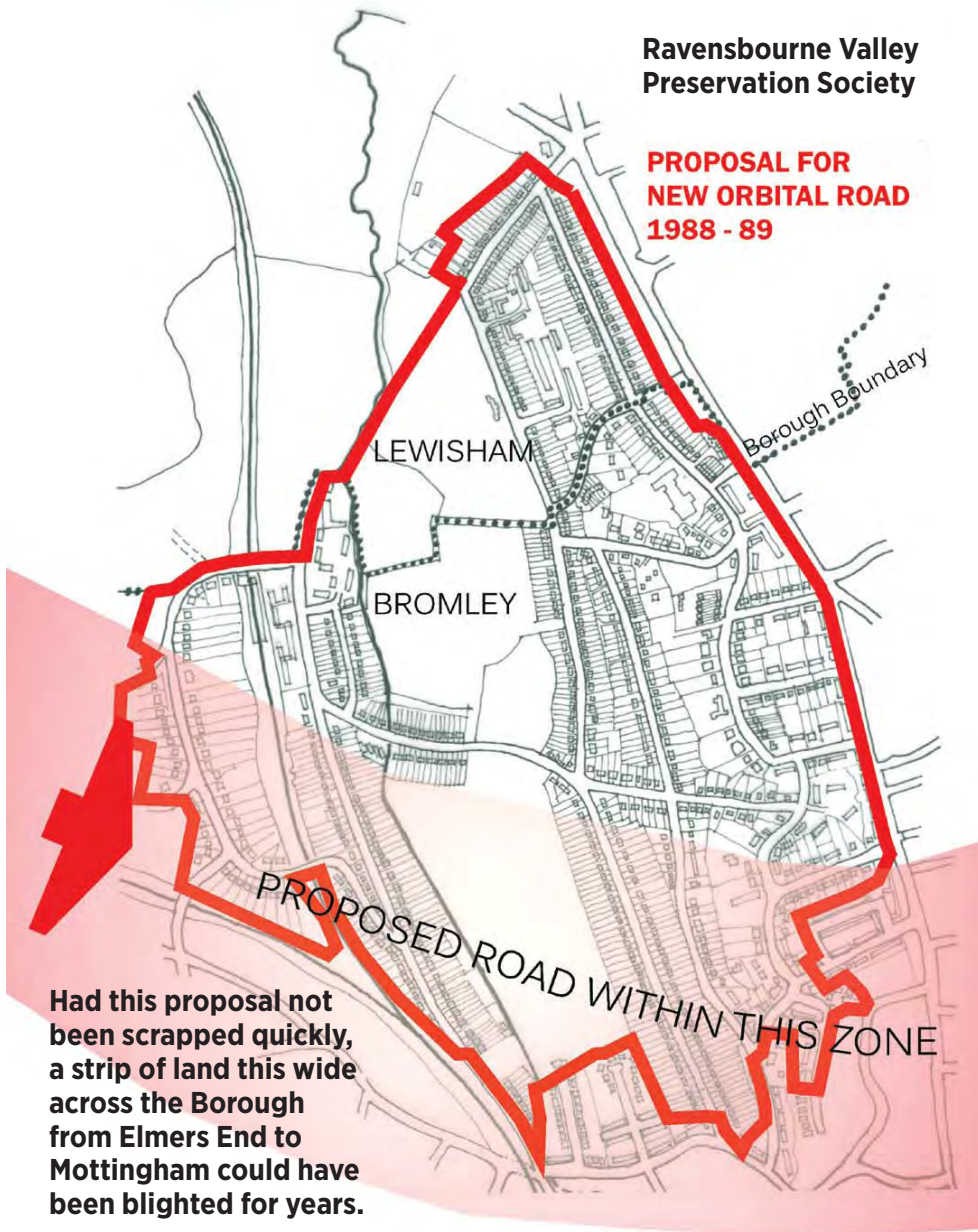 Ravensbourne Valley
Preservation Society
PROPOSAL FOR
NEW ORBITAL ROAD
1988 - 89
Borough Boundary
LEWISHAM
BROMLEY
PROPOSED ROAD WITHIN THIS ZONE
Had this proposal not
been scrapped quickly,
a strip of land this wide
across the Borough
from Elmers End to
Mottingham could have
been blighted for years.